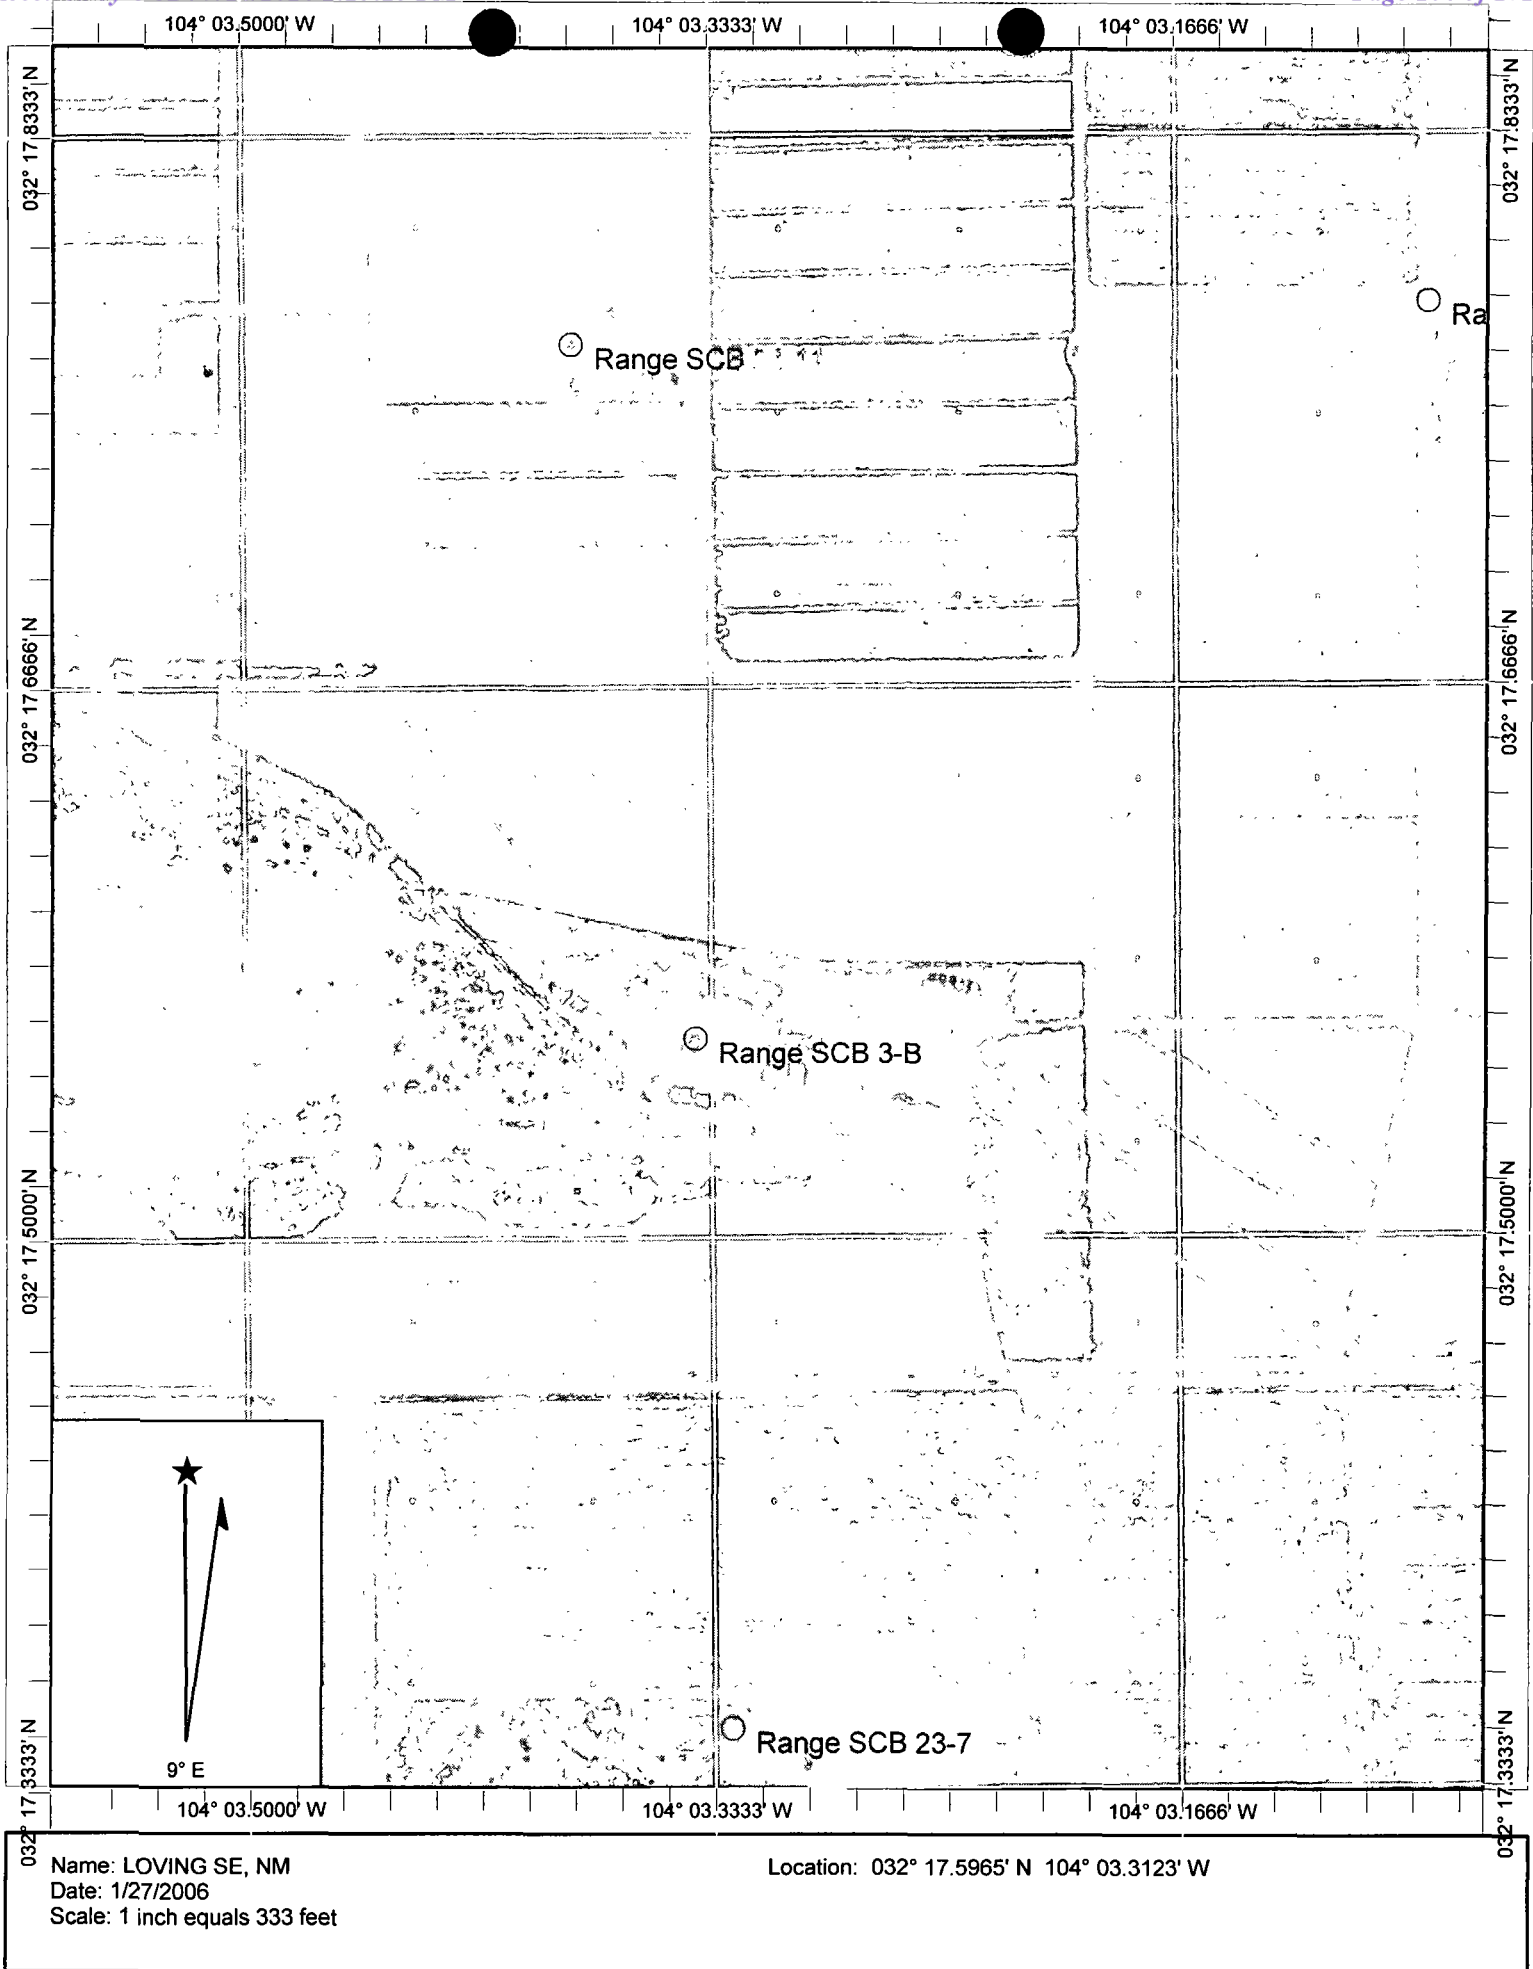 104° 03.5000' W 104° 03.3333' W 104° 03.1666' W
032° 17.8333' N
032° 17.8333' N
Ra
Range SCB
032° 17.6666' N
032° 17.6666' N
Range SCB 3-B
032° 17.5000' N
032° 17.5000' N
Range SCB 23-7
9° E
032° 17.3333' N
032° 17.3333' N
104° 03.5000' W 104° 03.3333' W 104° 03.1666' W
Name: LOVING SE, NM
Date: 1/27/2006
Scale: 1 inch equals 333 feet
Location: 032° 17.5965' N 104° 03.3123' W